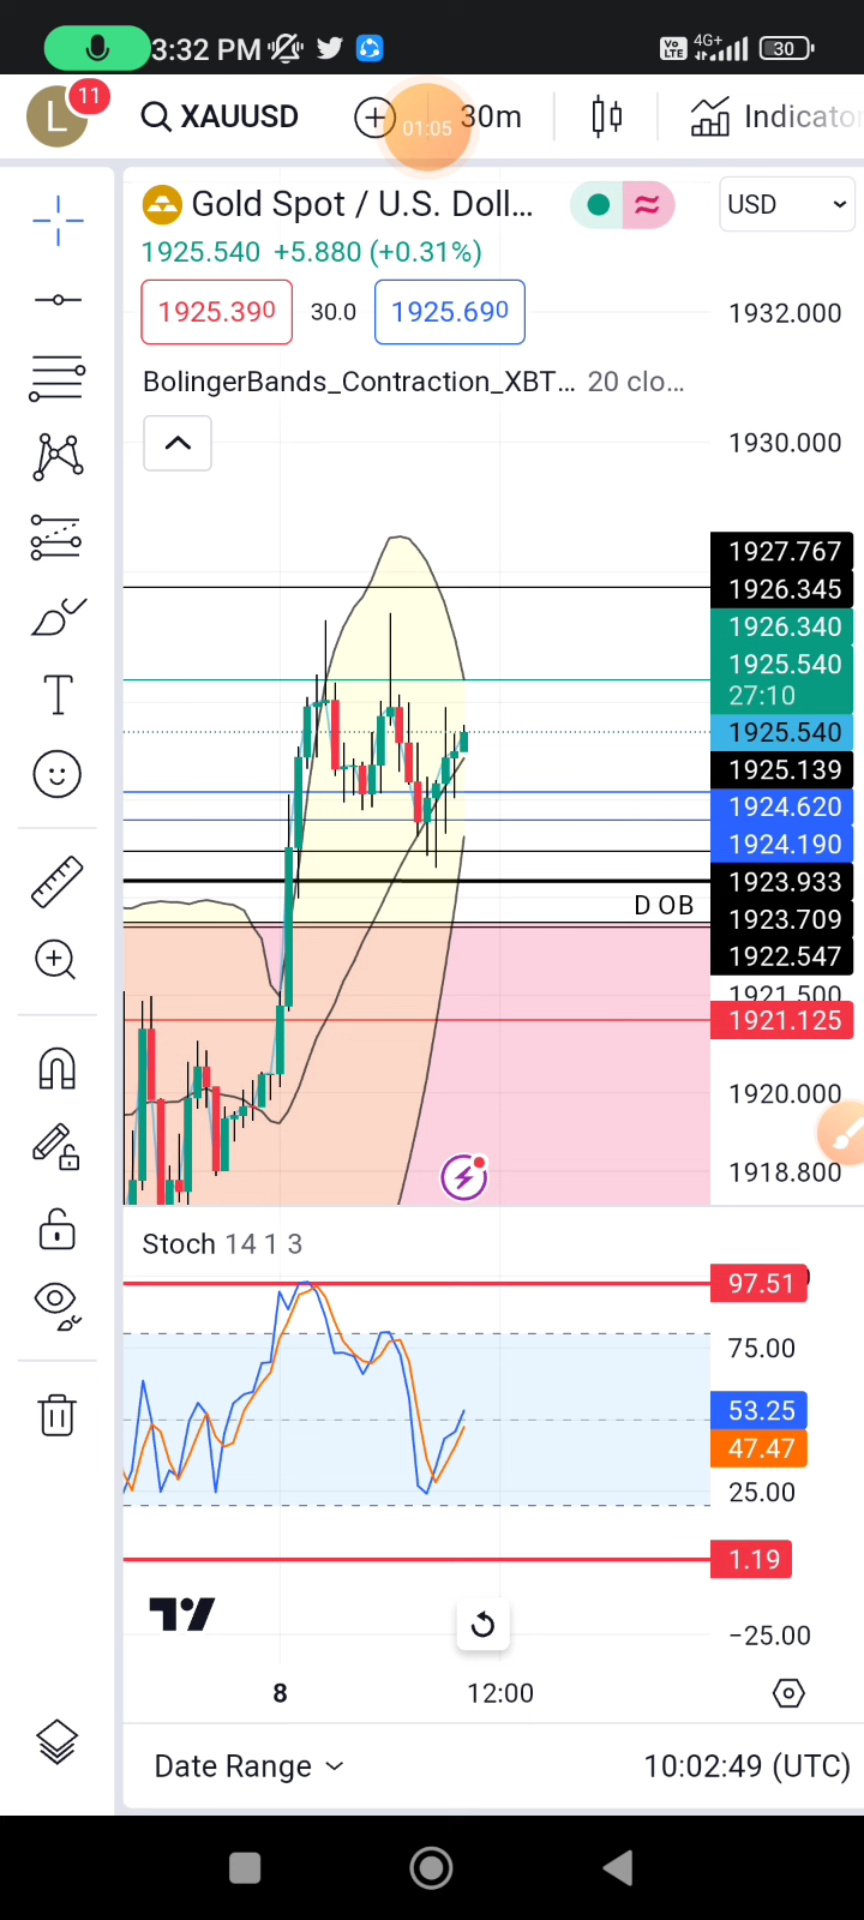 3:32 PM
Vo LTE 4G+ 30
L 11 XAUUSD 01:05 30m
Gold Spot / U.S. Doll... USD
1925.540 +5.880 (+0.31%)
1925.390 30.0 1925.690
1932.000
BolingerBands_Contraction_XBT... 20 clo...
1930.000
1927.767
1926.345
1926.340
1925.540
27:10
1925.540
1925.139
1924.620
1924.190
1923.933
D OB
1923.709
1922.547
1921.500
1921.125
1920.000
1918.800
Stoch 14 1 3
97.51
75.00
53.25
47.47
25.00
1.19
−25.00
8 12:00
Date Range 10:02:49 (UTC)